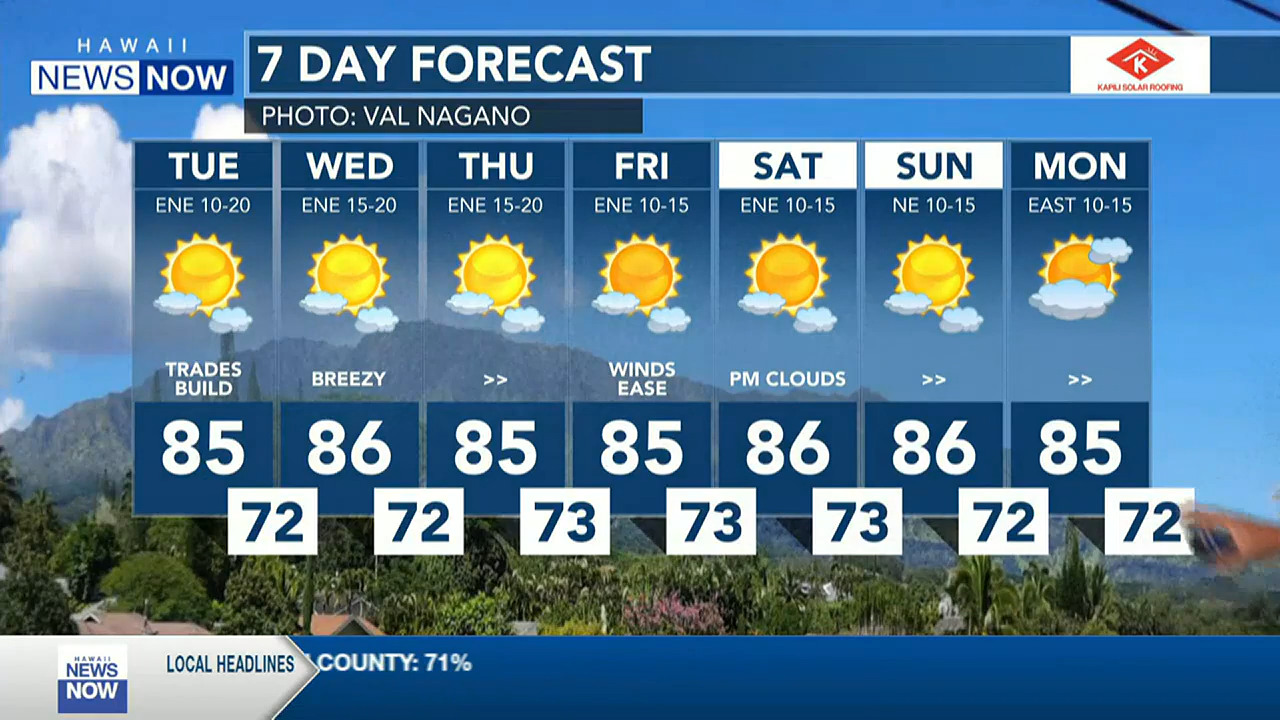 HAWAII
NEWS NOW
7 DAY FORECAST
K
KAPILI SOLAR ROOFING
PHOTO: VAL NAGANO
TUE WED THU FRI SAT SUN MON
ENE 10-20 ENE 15-20 ENE 15-20 ENE 10-15 ENE 10-15 NE 10-15 EAST 10-15
TRADES BUILD
BREEZY
>>
WINDS EASE
PM CLOUDS
>>
>>
85 86 85 85 86 86 85
72 72 73 73 73 72 72
HAWAII
NEWS
NOW
LOCAL HEADLINES
COUNTY: 71%